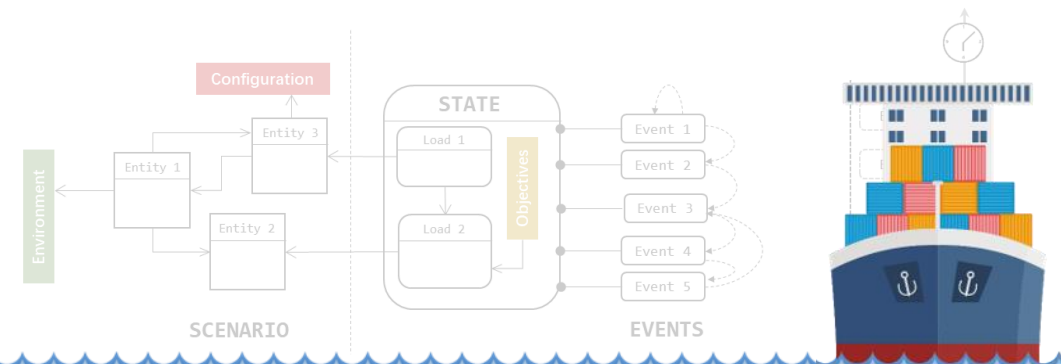 Configuration
STATE
Entity 3
Event 1
Load 1
Entity 1
Event 2
Objectives
Environment
Event 3
Entity 2
Load 2
Event 4
Event 5
SCENARIO
EVENTS